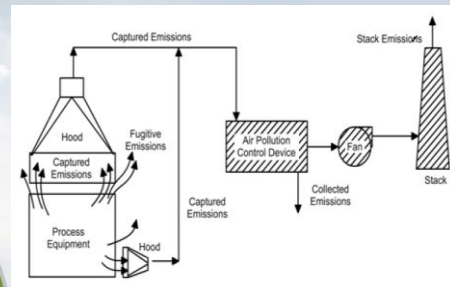 Captured Emissions
Stack Emissions
Hood
Fugitive
Emissions
Captured
Emissions
Air Pollution
Control Device
Fan
Captured
Emissions
Collected
Emissions
Stack
Process
Equipment
Hood